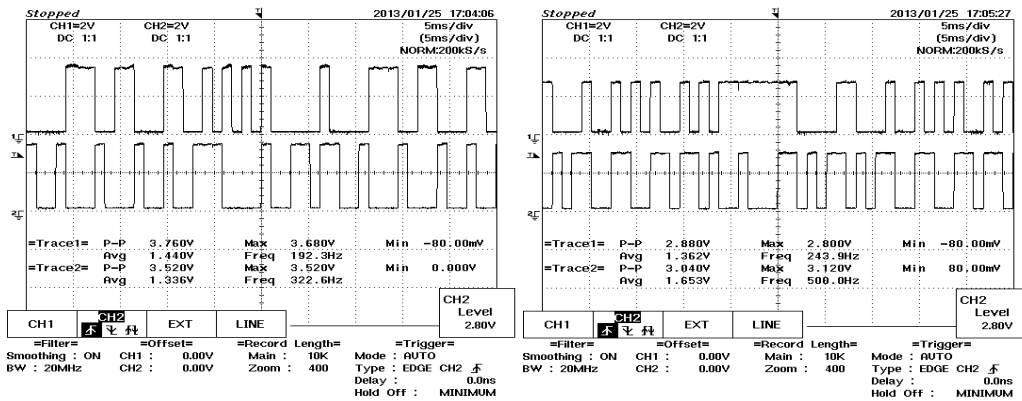 Stopped 2013/01/25 17:04:06
CH1=2V CH2=2V 5ms/div
DC 1:1 DC 1:1 (5ms/div)
NORM:200kS/s
=Trace1= P-P 3.760V Max 3.680V Min -80.00mV
Avg 1.440V Freq 192.3Hz
=Trace2= P-P 3.520V Max 3.520V Min 0.000V
Avg 1.336V Freq 322.6Hz
CH2
Level
2.80V
CH1 CH2 EXT LINE
=Filter= =Offset= =Record Length= =Trigger=
Smoothing : ON CH1 : 0.00V Main : 10K Mode : AUTO
BW : 20MHz CH2 : 0.00V Zoom : 400 Type : EDGE CH2
Delay : 0.0ns
Hold Off : MINIMUM
Stopped 2013/01/25 17:05:27
CH1=2V CH2=2V 5ms/div
DC 1:1 DC 1:1 (5ms/div)
NORM:200kS/s
=Trace1= P-P 2.880V Max 2.800V Min -80.00mV
Avg 1.362V Freq 243.9Hz
=Trace2= P-P 3.040V Max 3.120V Min 80.00mV
Avg 1.653V Freq 500.0Hz
CH2
Level
2.80V
CH1 CH2 EXT LINE
=Filter= =Offset= =Record Length= =Trigger=
Smoothing : ON CH1 : 0.00V Main : 10K Mode : AUTO
BW : 20MHz CH2 : 0.00V Zoom : 400 Type : EDGE CH2
Delay : 0.0ns
Hold Off : MINIMUM